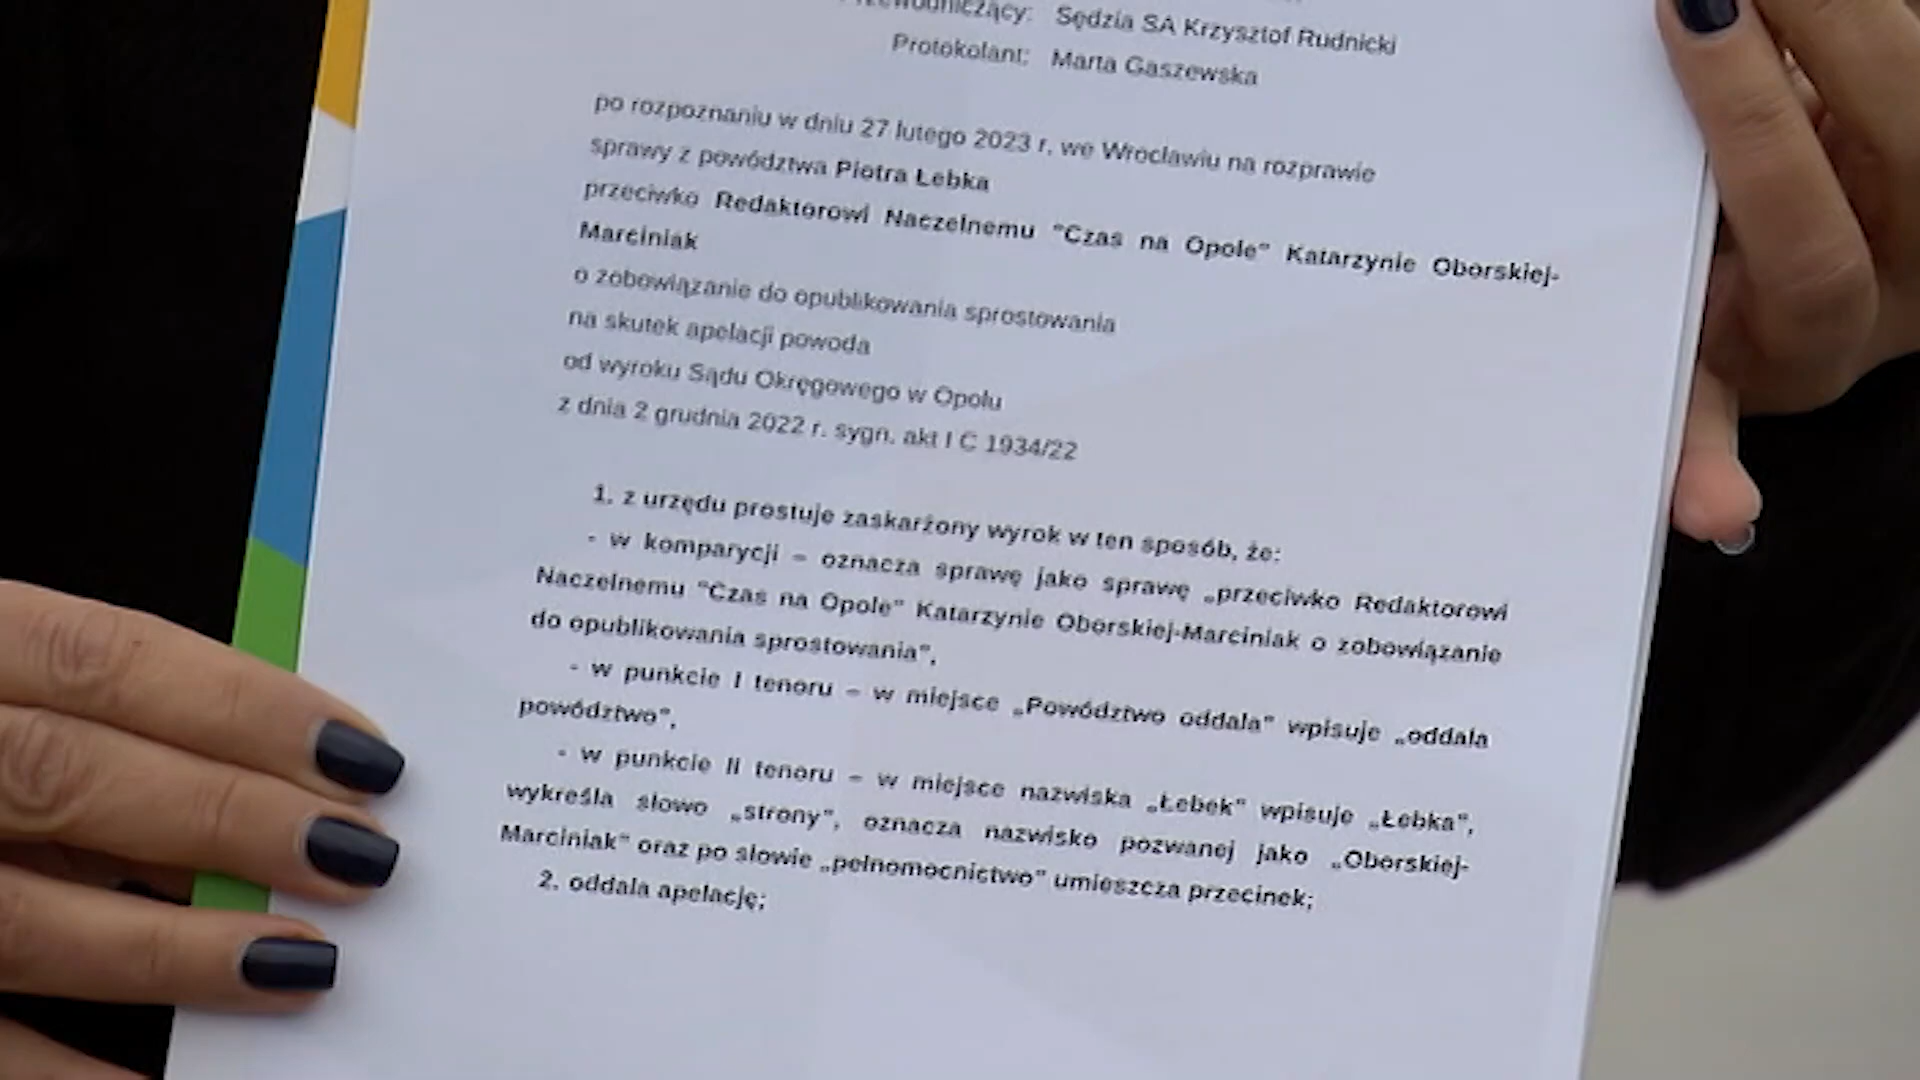 Przewodniczący: Sędzia SA Krzysztof Rudnicki
Protokolant: Marta Gaszewska
po rozpoznaniu w dniu 27 lutego 2023 r. we Wrocławiu na rozprawie
sprawy z powództwa Piotra Łebka
przeciwko Redaktorowi Naczelnemu "Czas na Opole" Katarzynie Oborskiej-
Marciniak
o zobowiązanie do opublikowania sprostowania
na skutek apelacji powoda
od wyroku Sądu Okręgowego w Opolu
z dnia 2 grudnia 2022 r. sygn. akt I C 1934/22
1. z urzędu prostuje zaskarżony wyrok w ten sposób, że:
- w komparycji – oznacza sprawę jako sprawę „przeciwko Redaktorowi
Naczelnemu "Czas na Opole" Katarzynie Oborskiej-Marciniak o zobowiązanie
do opublikowania sprostowania”,
- w punkcie I tenoru – w miejsce „Powództwo oddala” wpisuje „oddala
powództwo”,
- w punkcie II tenoru – w miejsce nazwiska „Łebek” wpisuje „Łebka”,
wykreśla słowo „strony”, oznacza nazwisko pozwanej jako „Oborskiej-
Marciniak” oraz po słowie „pełnomocnictwo” umieszcza przecinek;
2. oddala apelację;